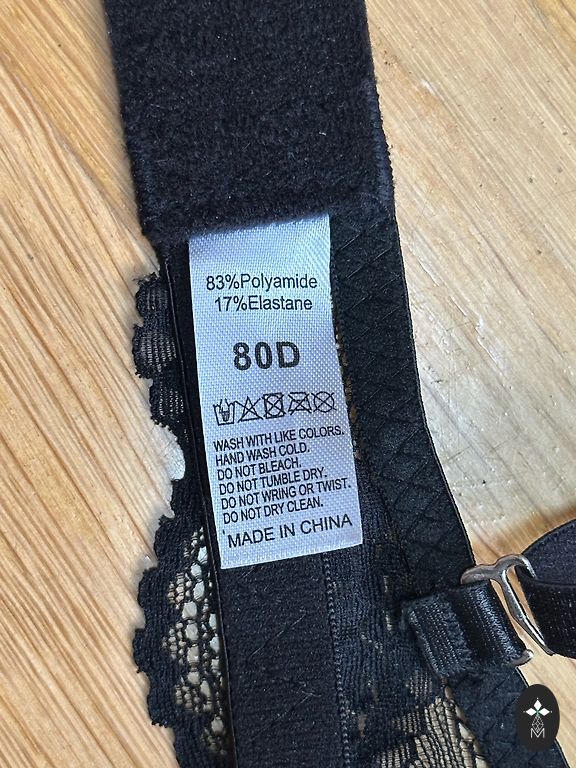 83%Polyamide
17%Elastane
80D
WASH WITH LIKE COLORS.
HAND WASH COLD.
DO NOT BLEACH.
DO NOT TUMBLE DRY.
DO NOT WRING OR TWIST.
DO NOT DRY CLEAN.
MADE IN CHINA
M